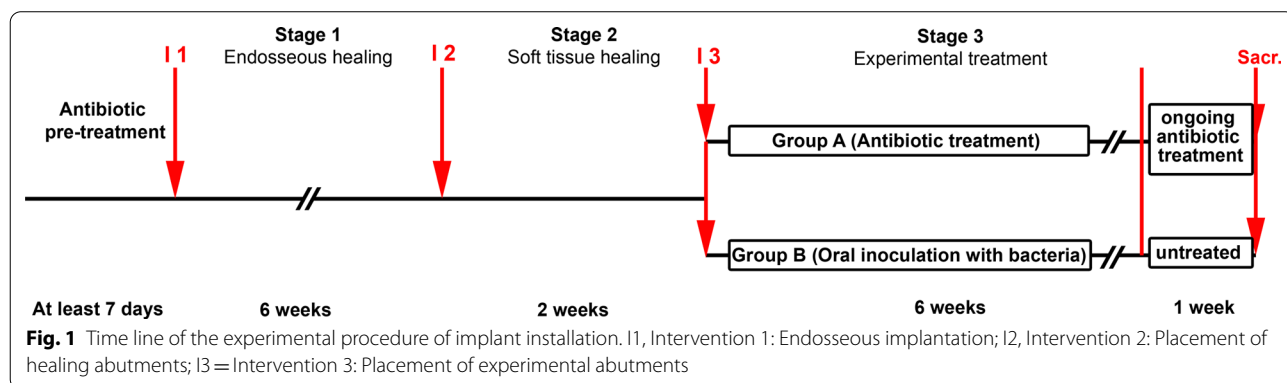 Stage 1
Endosseous healing
Stage 2
Soft tissue healing
Stage 3
Experimental treatment
I 1
I 2
I 3
Sacr.
Antibiotic
pre-treatment
Group A (Antibiotic treatment)
ongoing
antibiotic
treatment
Group B (Oral inoculation with bacteria)
untreated
At least 7 days
6 weeks
2 weeks
6 weeks
1 week
Fig. 1 Time line of the experimental procedure of implant installation. I1, Intervention 1: Endosseous implantation; I2, Intervention 2: Placement of
healing abutments; I3 = Intervention 3: Placement of experimental abutments